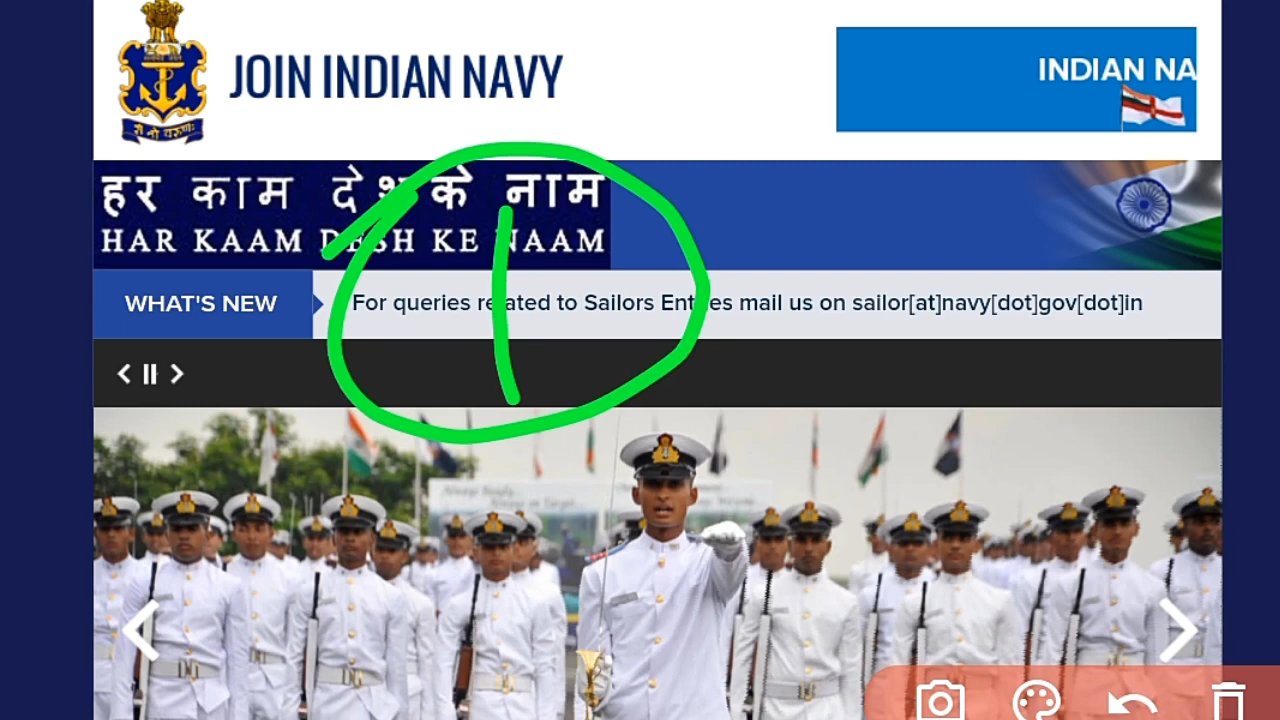 JOIN INDIAN NAVY
INDIAN NA
हर काम देश के नाम
HAR KAAM DESH KE NAAM
WHAT'S NEW
For queries related to Sailors Entries mail us on sailor[at]navy[dot]gov[dot]in
1